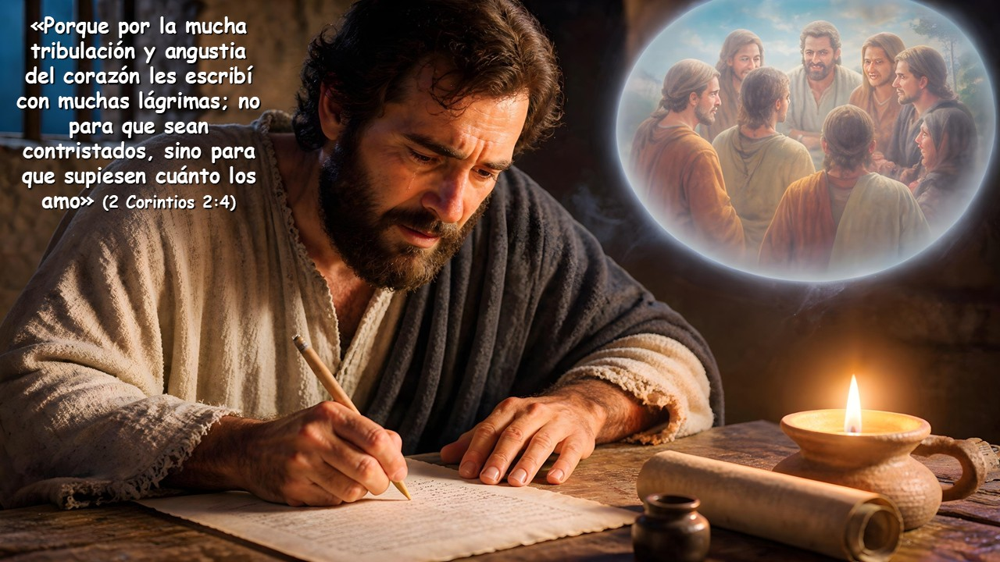 «Porque por la mucha
tribulación y angustia
del corazón les escribí
con muchas lágrimas; no
para que sean
contristados, sino para
que supiesen cuánto los
amo» (2 Corintios 2:4)